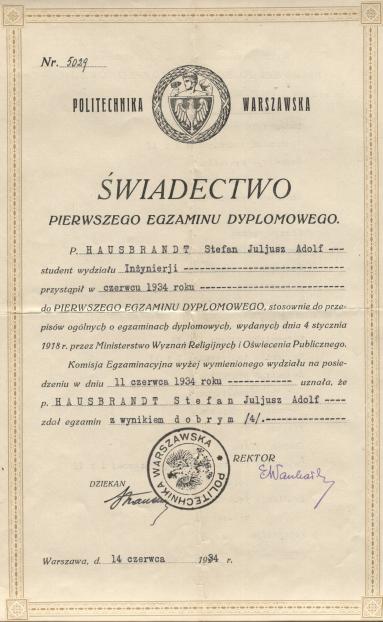 Nr. 5029
POLITECHNIKA WARSZAWSKA
ŚWIADECTWO
PIERWSZEGO EGZAMINU DYPLOMOWEGO.
P. HAUSBRANDT Stefan Juljusz Adolf ---
student wydziału Inżynierji ---
przystąpił w czerwcu 1934 roku ---
do PIERWSZEGO EGZAMINU DYPLOMOWEGO, stosownie do prze-
pisów ogólnych o egzaminach dyplomowych, wydanych dnia 4 stycznia
1918 r. przez Ministerstwo Wyznań Religijnych i Oświecenia Publicznego.
Komisja Egzaminacyjna wyżej wymienionego wydziału na posie-
dzeniu w dniu 11 czerwca 1934 roku --- uznała, że
p. HAUSBRANDT Stefan Juljusz Adolf ---
zdał egzamin z wynikiem dobrym /4/.---
POLITECHNIKA WARSZAWSKA
REKTOR
DZIEKAN
Warszawa, d. 14 czerwca 1934 r.